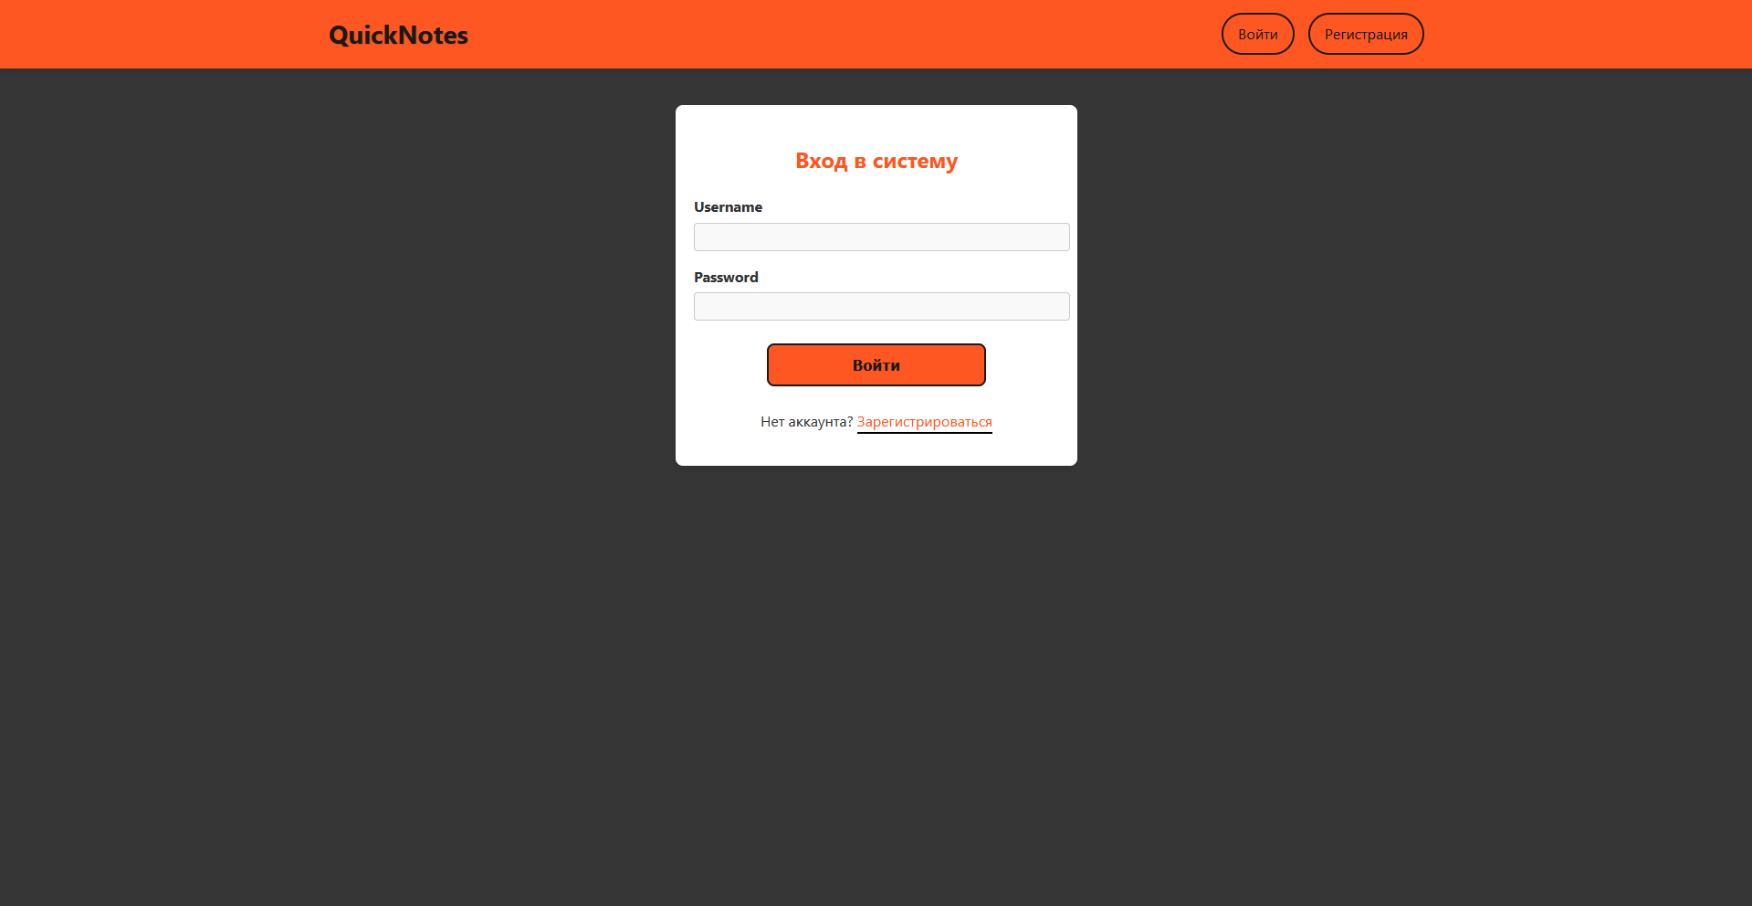 QuickNotes
Войти
Регистрация
Вход в систему
Username
Password
Войти
Нет аккаунта? Зарегистрироваться